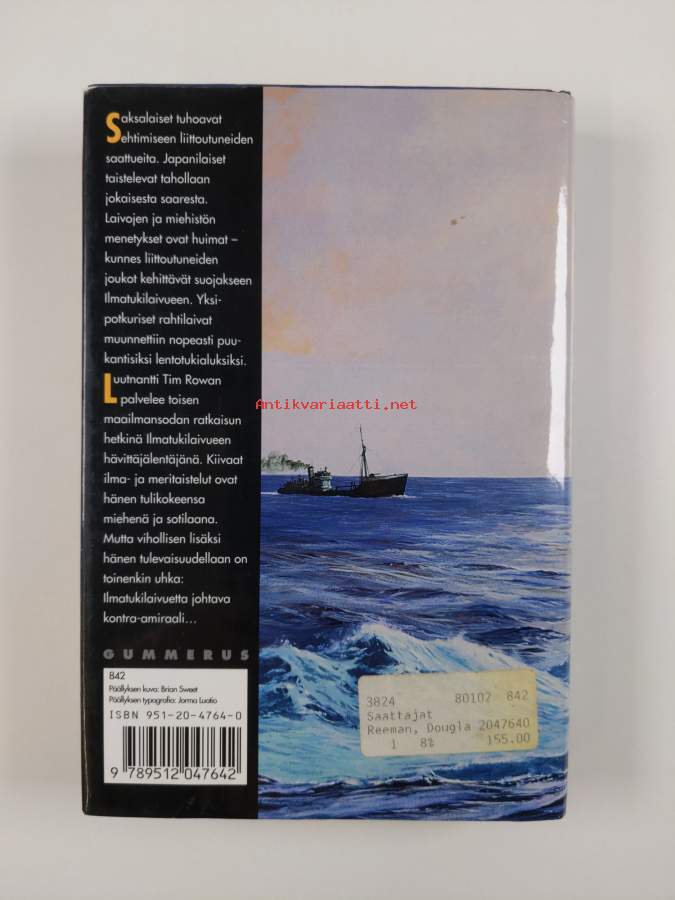 Saksalaiset tuhoavat
ehtimiseen liittoutuneiden
saattueita. Japanilaiset
taistelevat tahollaan
jokaisesta saaresta.
Laivojen ja miehistön
menetykset ovat huimat –
kunnes liittoutuneiden
joukot kehittävät suojakseen
Ilmatukilaivueen. Yksi-
potkuriset rahtilaivat
muunnettiin nopeasti puu-
kantisiksi lentotukialuksiksi.
Luutnantti Tim Rowan
palvelee toisen
maailmansodan ratkaisun
hetkinä Ilmatukilaivueen
hävittäjälentäjänä. Kiivaat
ilma- ja meritaistelut ovat
hänen tulikokeensa
miehenä ja sotilaana.
Mutta vihollisen lisäksi
hänen tulevaisuudellaan on
toinenkin uhka:
Ilmatukilaivuetta johtava
kontra-amiraali...
GUMMERUS
842
Päällyksen kuva: Brian Sweet
Päällyksen typografia: Jorma Luotio
ISBN 951-20-4764-0
9 789512 047642
Antikvariaatti.net
3824 80102 842
Saattajat
Reeman, Dougla 2047640
1 8% 155.00